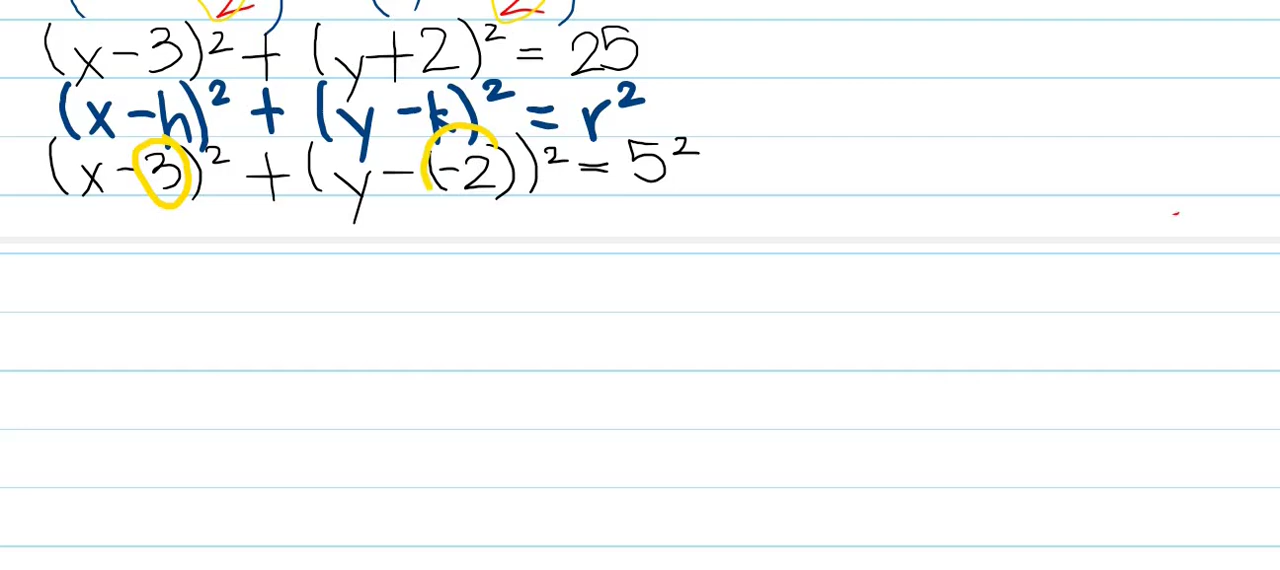 (x-3)² + (y+2)² = 25
(x-h)² + (y-k)² = r²
(x-3)² + (y-(-2))² = 5²